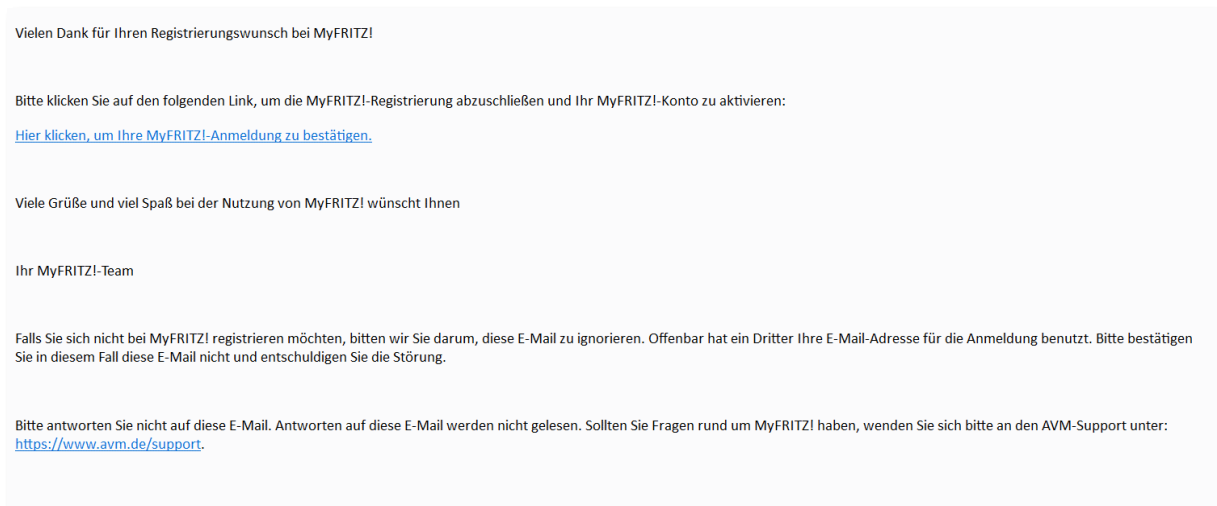 Vielen Dank für Ihren Registrierungswunsch bei MyFRITZ!
Bitte klicken Sie auf den folgenden Link, um die MyFRITZ!-Registrierung abzuschließen und Ihr MyFRITZ!-Konto zu aktivieren:
Hier klicken, um Ihre MyFRITZ!-Anmeldung zu bestätigen.
Viele Grüße und viel Spaß bei der Nutzung von MyFRITZ! wünscht Ihnen
Ihr MyFRITZ!-Team
Falls Sie sich nicht bei MyFRITZ! registrieren möchten, bitten wir Sie darum, diese E-Mail zu ignorieren. Offenbar hat ein Dritter Ihre E-Mail-Adresse für die Anmeldung benutzt. Bitte bestätigen
Sie in diesem Fall diese E-Mail nicht und entschuldigen Sie die Störung.
Bitte antworten Sie nicht auf diese E-Mail. Antworten auf diese E-Mail werden nicht gelesen. Sollten Sie Fragen rund um MyFRITZ! haben, wenden Sie sich bitte an den AVM-Support unter:
https://www.avm.de/support.